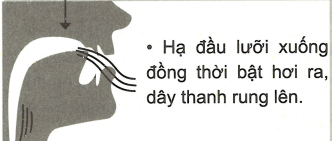 • Hạ đầu lưỡi xuống
đồng thời bật hơi ra,
dây thanh rung lên.